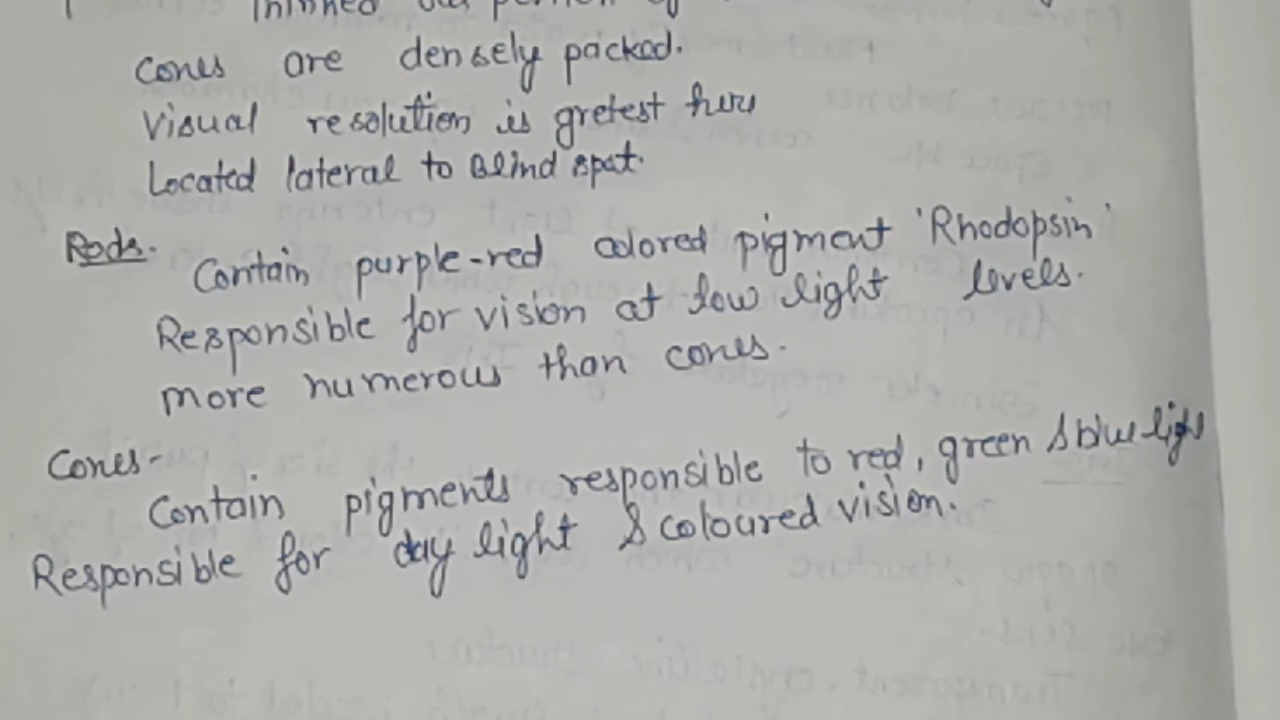 cones are densely packed.
Visual resolution is gretest here
Located lateral to Blind spot.
Rods.
Contain purple-red colored pigment 'Rhodopsin'
Responsible for vision at low light levels.
more numerous than cones.
Cones-
Contain pigments responsible to red, green & blue light
Responsible for day light & coloured vision.